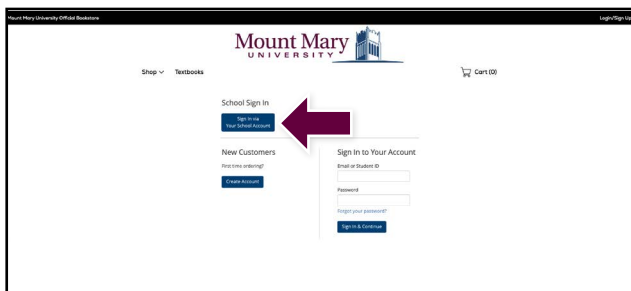 Mount Mary University Official Bookstore
Login/Sign Up
Mount Mary
UNIVERSITY
Shop
Textbooks
Cart (0)
School Sign In
Sign In via
Your School Account
New Customers
First time ordering?
Create Account
Sign In to Your Account
Email or Student ID
Password
Forgot your password?
Sign In & Continue